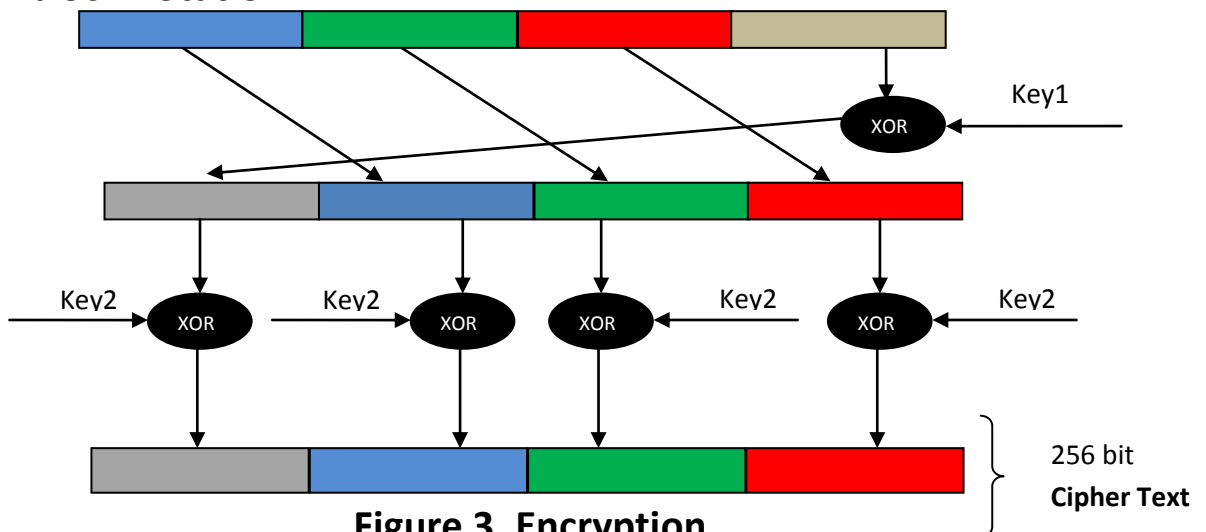 Key1
XOR
Key2
Key2
Key2
Key2
XOR
XOR
XOR
XOR
256 bit
Cipher Text
Figure 3. Encryption